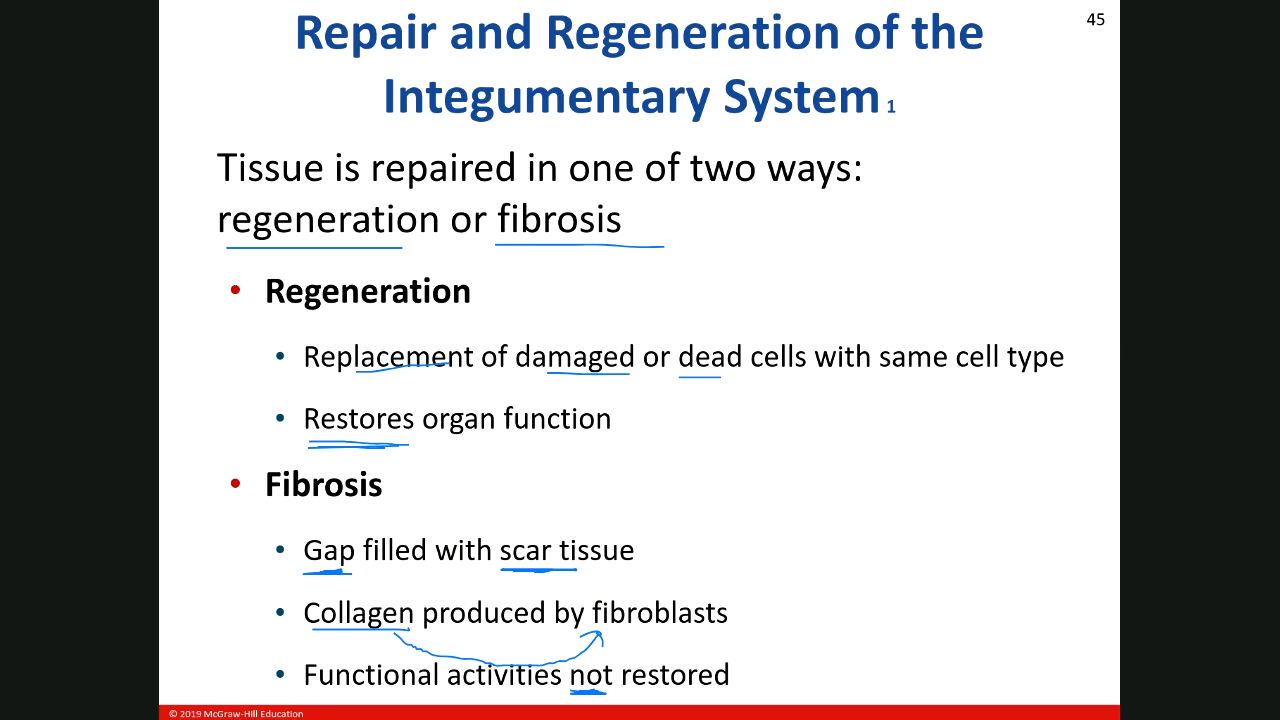 45
Repair and Regeneration of the
Integumentary System 1
Tissue is repaired in one of two ways:
regeneration or fibrosis
• Regeneration
• Replacement of damaged or dead cells with same cell type
• Restores organ function
• Fibrosis
• Gap filled with scar tissue
• Collagen produced by fibroblasts
• Functional activities not restored
© 2019 McGraw-Hill Education